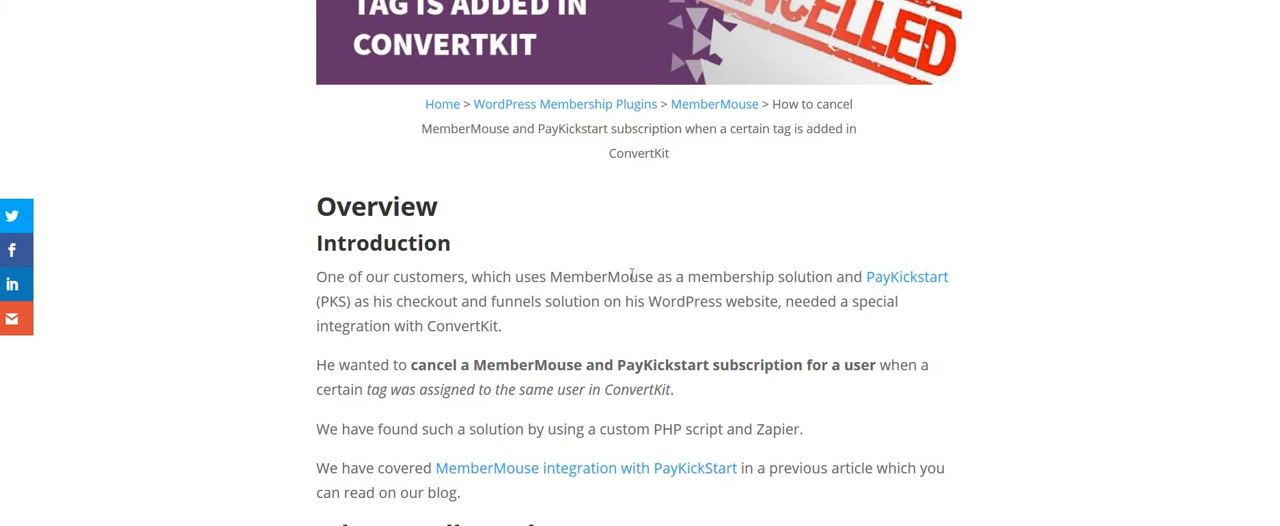 TAG IS ADDED IN
CONVERTKIT
CANCELLED
Home > WordPress Membership Plugins > MemberMouse > How to cancel
MemberMouse and PayKickstart subscription when a certain tag is added in
ConvertKit
Overview
Introduction
One of our customers, which uses MemberMouse as a membership solution and PayKickstart
(PKS) as his checkout and funnels solution on his WordPress website, needed a special
integration with ConvertKit.
He wanted to cancel a MemberMouse and PayKickstart subscription for a user when a
certain tag was assigned to the same user in ConvertKit.
We have found such a solution by using a custom PHP script and Zapier.
We have covered MemberMouse integration with PayKickStart in a previous article which you
can read on our blog.